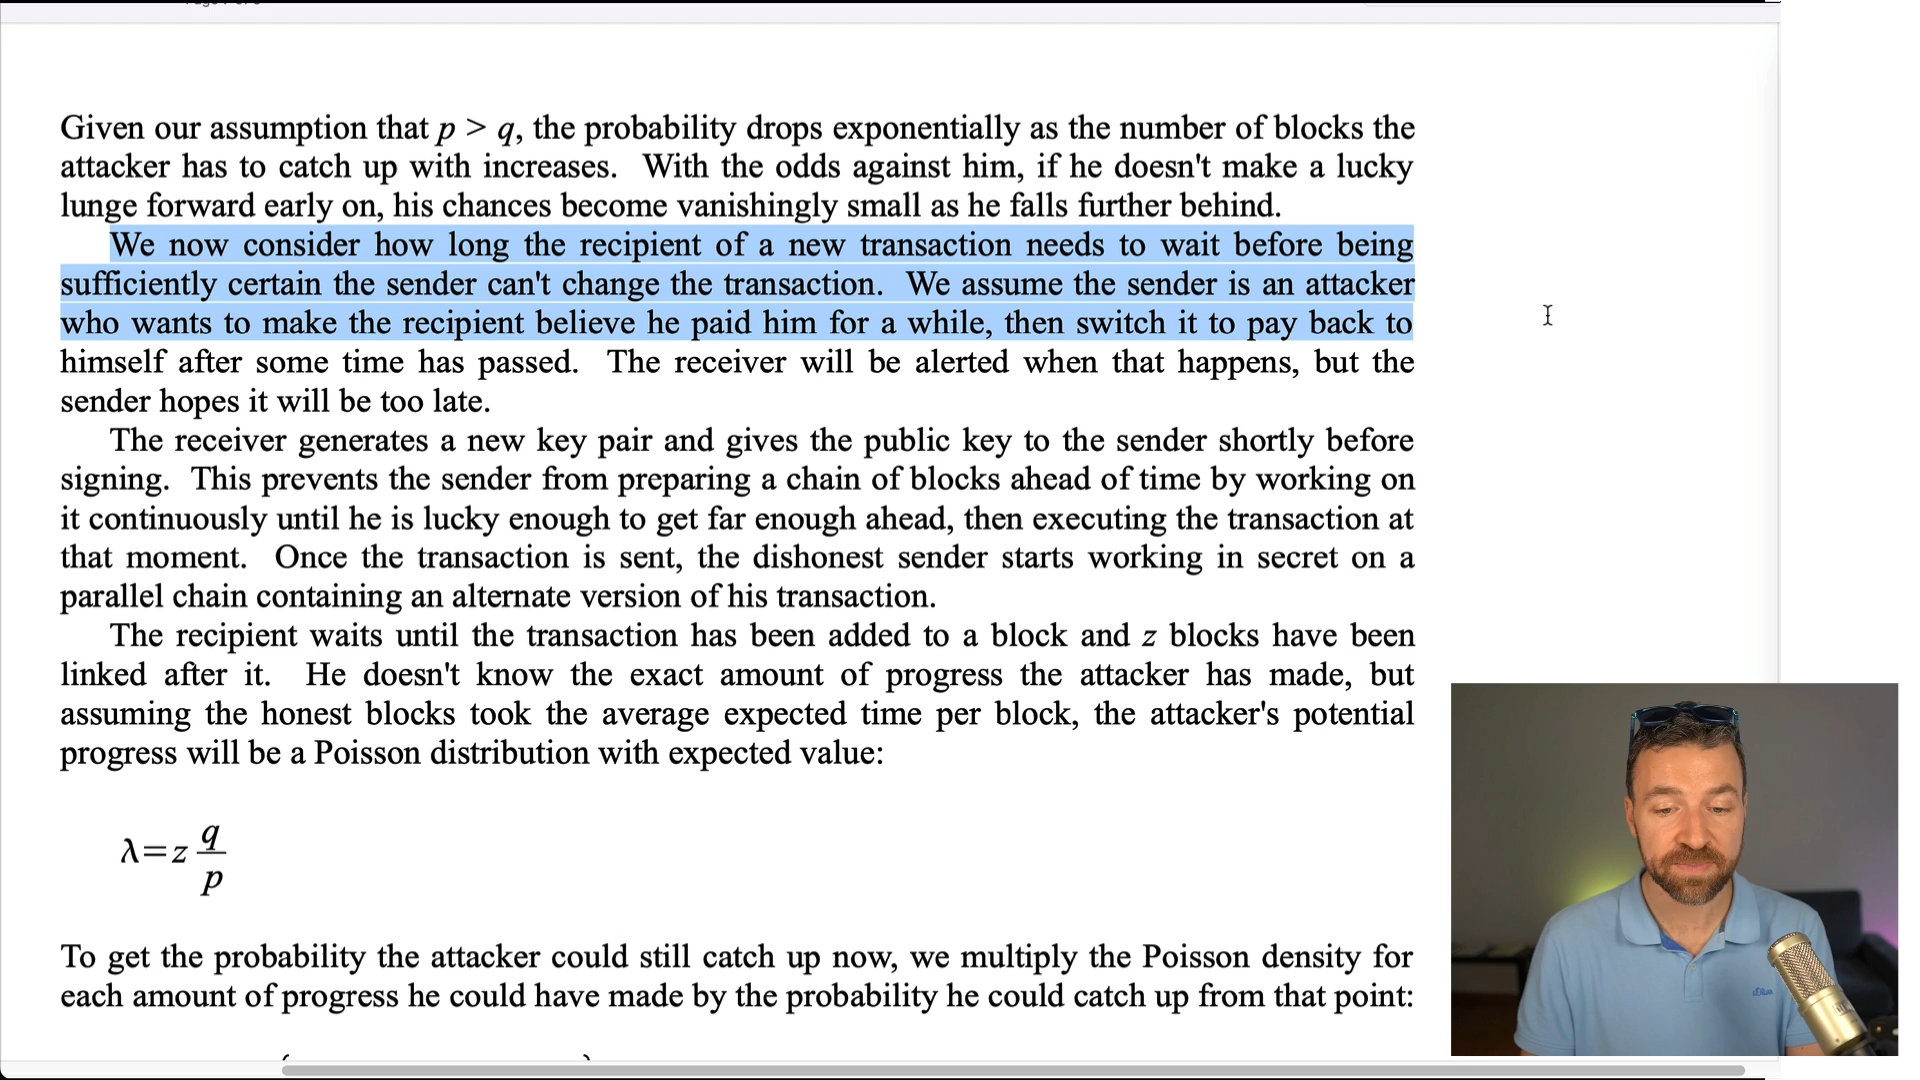 Given our assumption that p > q, the probability drops exponentially as the number of blocks the
attacker has to catch up with increases. With the odds against him, if he doesn't make a lucky
lunge forward early on, his chances become vanishingly small as he falls further behind.
We now consider how long the recipient of a new transaction needs to wait before being
sufficiently certain the sender can't change the transaction. We assume the sender is an attacker
who wants to make the recipient believe he paid him for a while, then switch it to pay back to
himself after some time has passed. The receiver will be alerted when that happens, but the
sender hopes it will be too late.
The receiver generates a new key pair and gives the public key to the sender shortly before
signing. This prevents the sender from preparing a chain of blocks ahead of time by working on
it continuously until he is lucky enough to get far enough ahead, then executing the transaction at
that moment. Once the transaction is sent, the dishonest sender starts working in secret on a
parallel chain containing an alternate version of his transaction.
The recipient waits until the transaction has been added to a block and z blocks have been
linked after it. He doesn't know the exact amount of progress the attacker has made, but
assuming the honest blocks took the average expected time per block, the attacker's potential
progress will be a Poisson distribution with expected value:
λ=z q/p
To get the probability the attacker could still catch up now, we multiply the Poisson density for
each amount of progress he could have made by the probability he could catch up from that point: